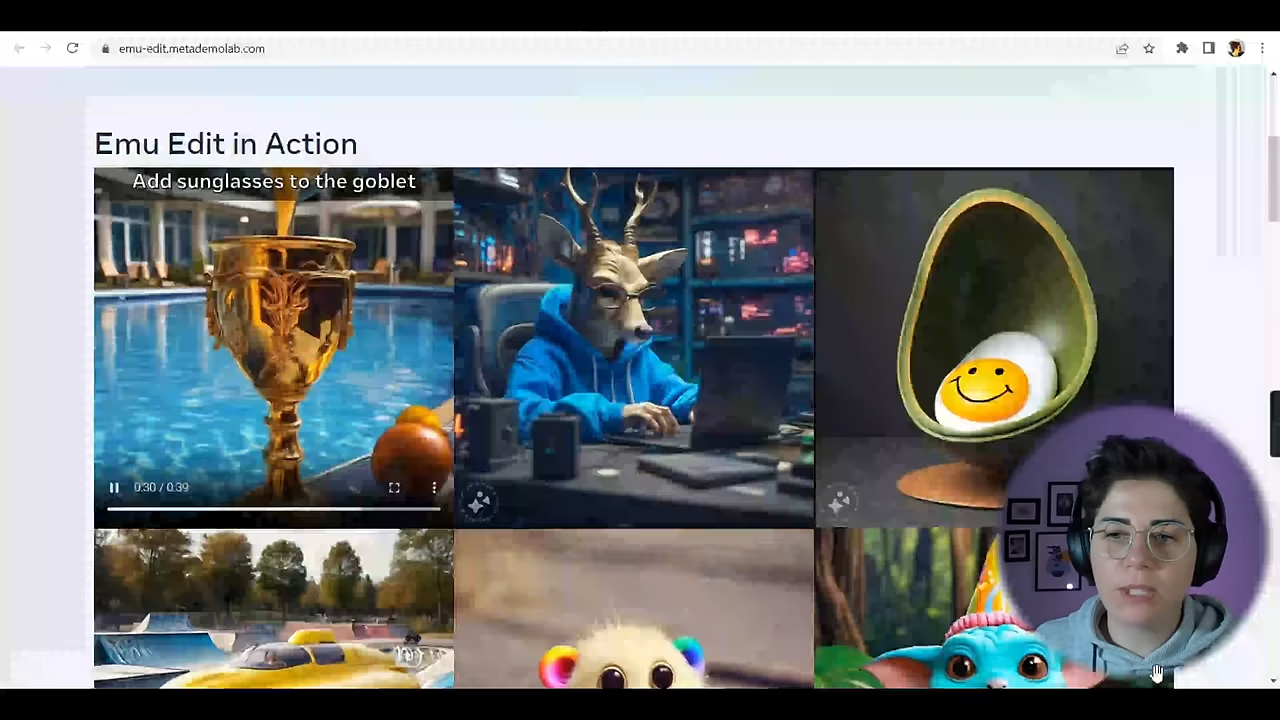 emu-edit.metademolab.com
Emu Edit in Action
Add sunglasses to the goblet
0:30 / 0:39